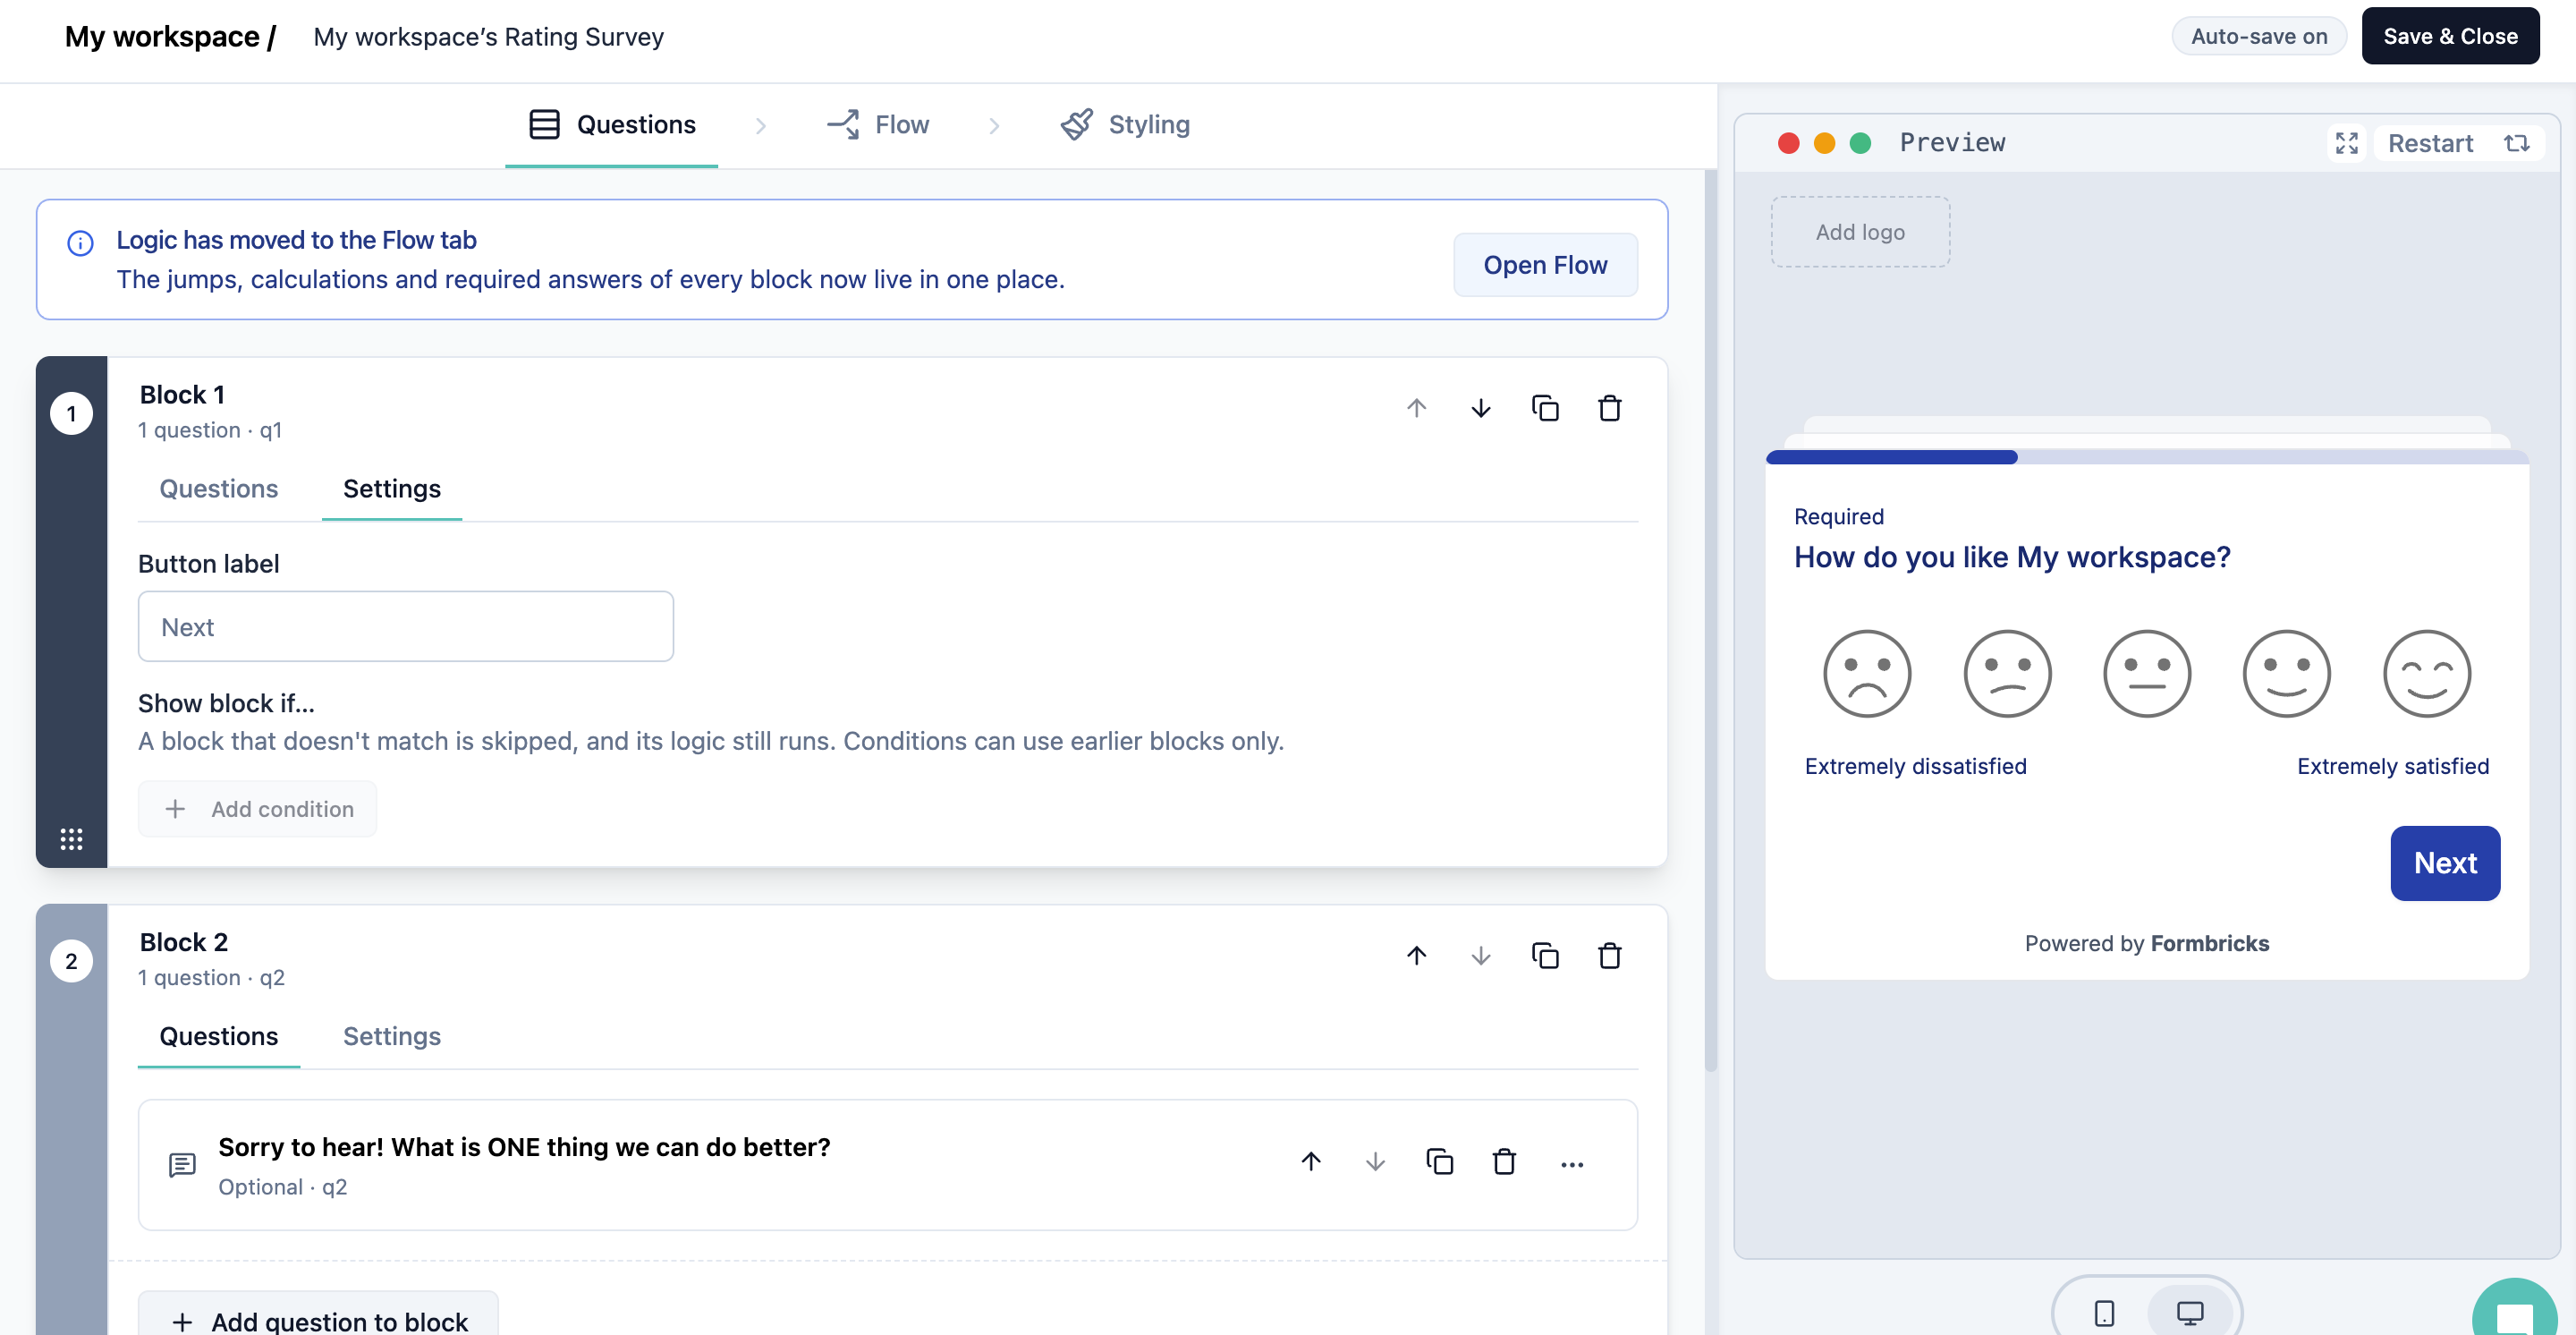 My workspace /
My workspace’s Rating Survey
Auto-save on
Save & Close
Questions
Flow
Styling
Logic has moved to the Flow tab
The jumps, calculations and required answers of every block now live in one place.
Open Flow
1
Block 1
1 question · q1
Questions
Settings
Button label
Next
Show block if...
A block that doesn't match is skipped, and its logic still runs. Conditions can use earlier blocks only.
Add condition
2
Block 2
1 question · q2
Questions
Settings
Sorry to hear! What is ONE thing we can do better?
Optional · q2
Add question to block
Preview
Restart
Add logo
Required
How do you like My workspace?
Extremely dissatisfied
Extremely satisfied
Next
Powered by Formbricks